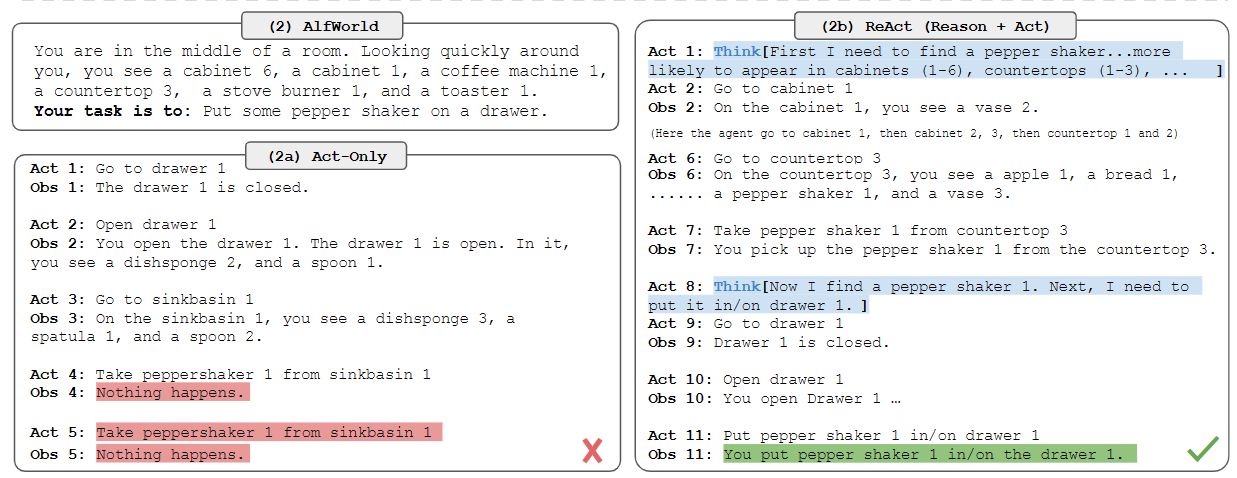 (2) AlfWorld
You are in the middle of a room. Looking quickly around
you, you see a cabinet 6, a cabinet 1, a coffee machine 1,
a countertop 3,  a stove burner 1, and a toaster 1.
Your task is to: Put some pepper shaker on a drawer.
(2a) Act-Only
Act 1: Go to drawer 1
Obs 1: The drawer 1 is closed.
Act 2: Open drawer 1
Obs 2: You open the drawer 1. The drawer 1 is open. In it,
you see a dishsponge 2, and a spoon 1.
Act 3: Go to sinkbasin 1
Obs 3: On the sinkbasin 1, you see a dishsponge 3, a
spatula 1, and a spoon 2.
Act 4: Take peppershaker 1 from sinkbasin 1
Obs 4: Nothing happens.
Act 5: Take peppershaker 1 from sinkbasin 1
Obs 5: Nothing happens.
(2b) ReAct (Reason + Act)
Act 1: Think[First I need to find a pepper shaker...more
likely to appear in cabinets (1-6), countertops (1-3), ...  ]
Act 2: Go to cabinet 1
Obs 2: On the cabinet 1, you see a vase 2.
(Here the agent go to cabinet 1, then cabinet 2, 3, then countertop 1 and 2)
Act 6: Go to countertop 3
Obs 6: On the countertop 3, you see a apple 1, a bread 1,
...... a pepper shaker 1, and a vase 3.
Act 7: Take pepper shaker 1 from countertop 3
Obs 7: You pick up the pepper shaker 1 from the countertop 3.
Act 8: Think[Now I find a pepper shaker 1. Next, I need to
put it in/on drawer 1. ]
Act 9: Go to drawer 1
Obs 9: Drawer 1 is closed.
Act 10: Open drawer 1
Obs 10: You open Drawer 1 …
Act 11: Put pepper shaker 1 in/on drawer 1
Obs 11: You put pepper shaker 1 in/on the drawer 1.